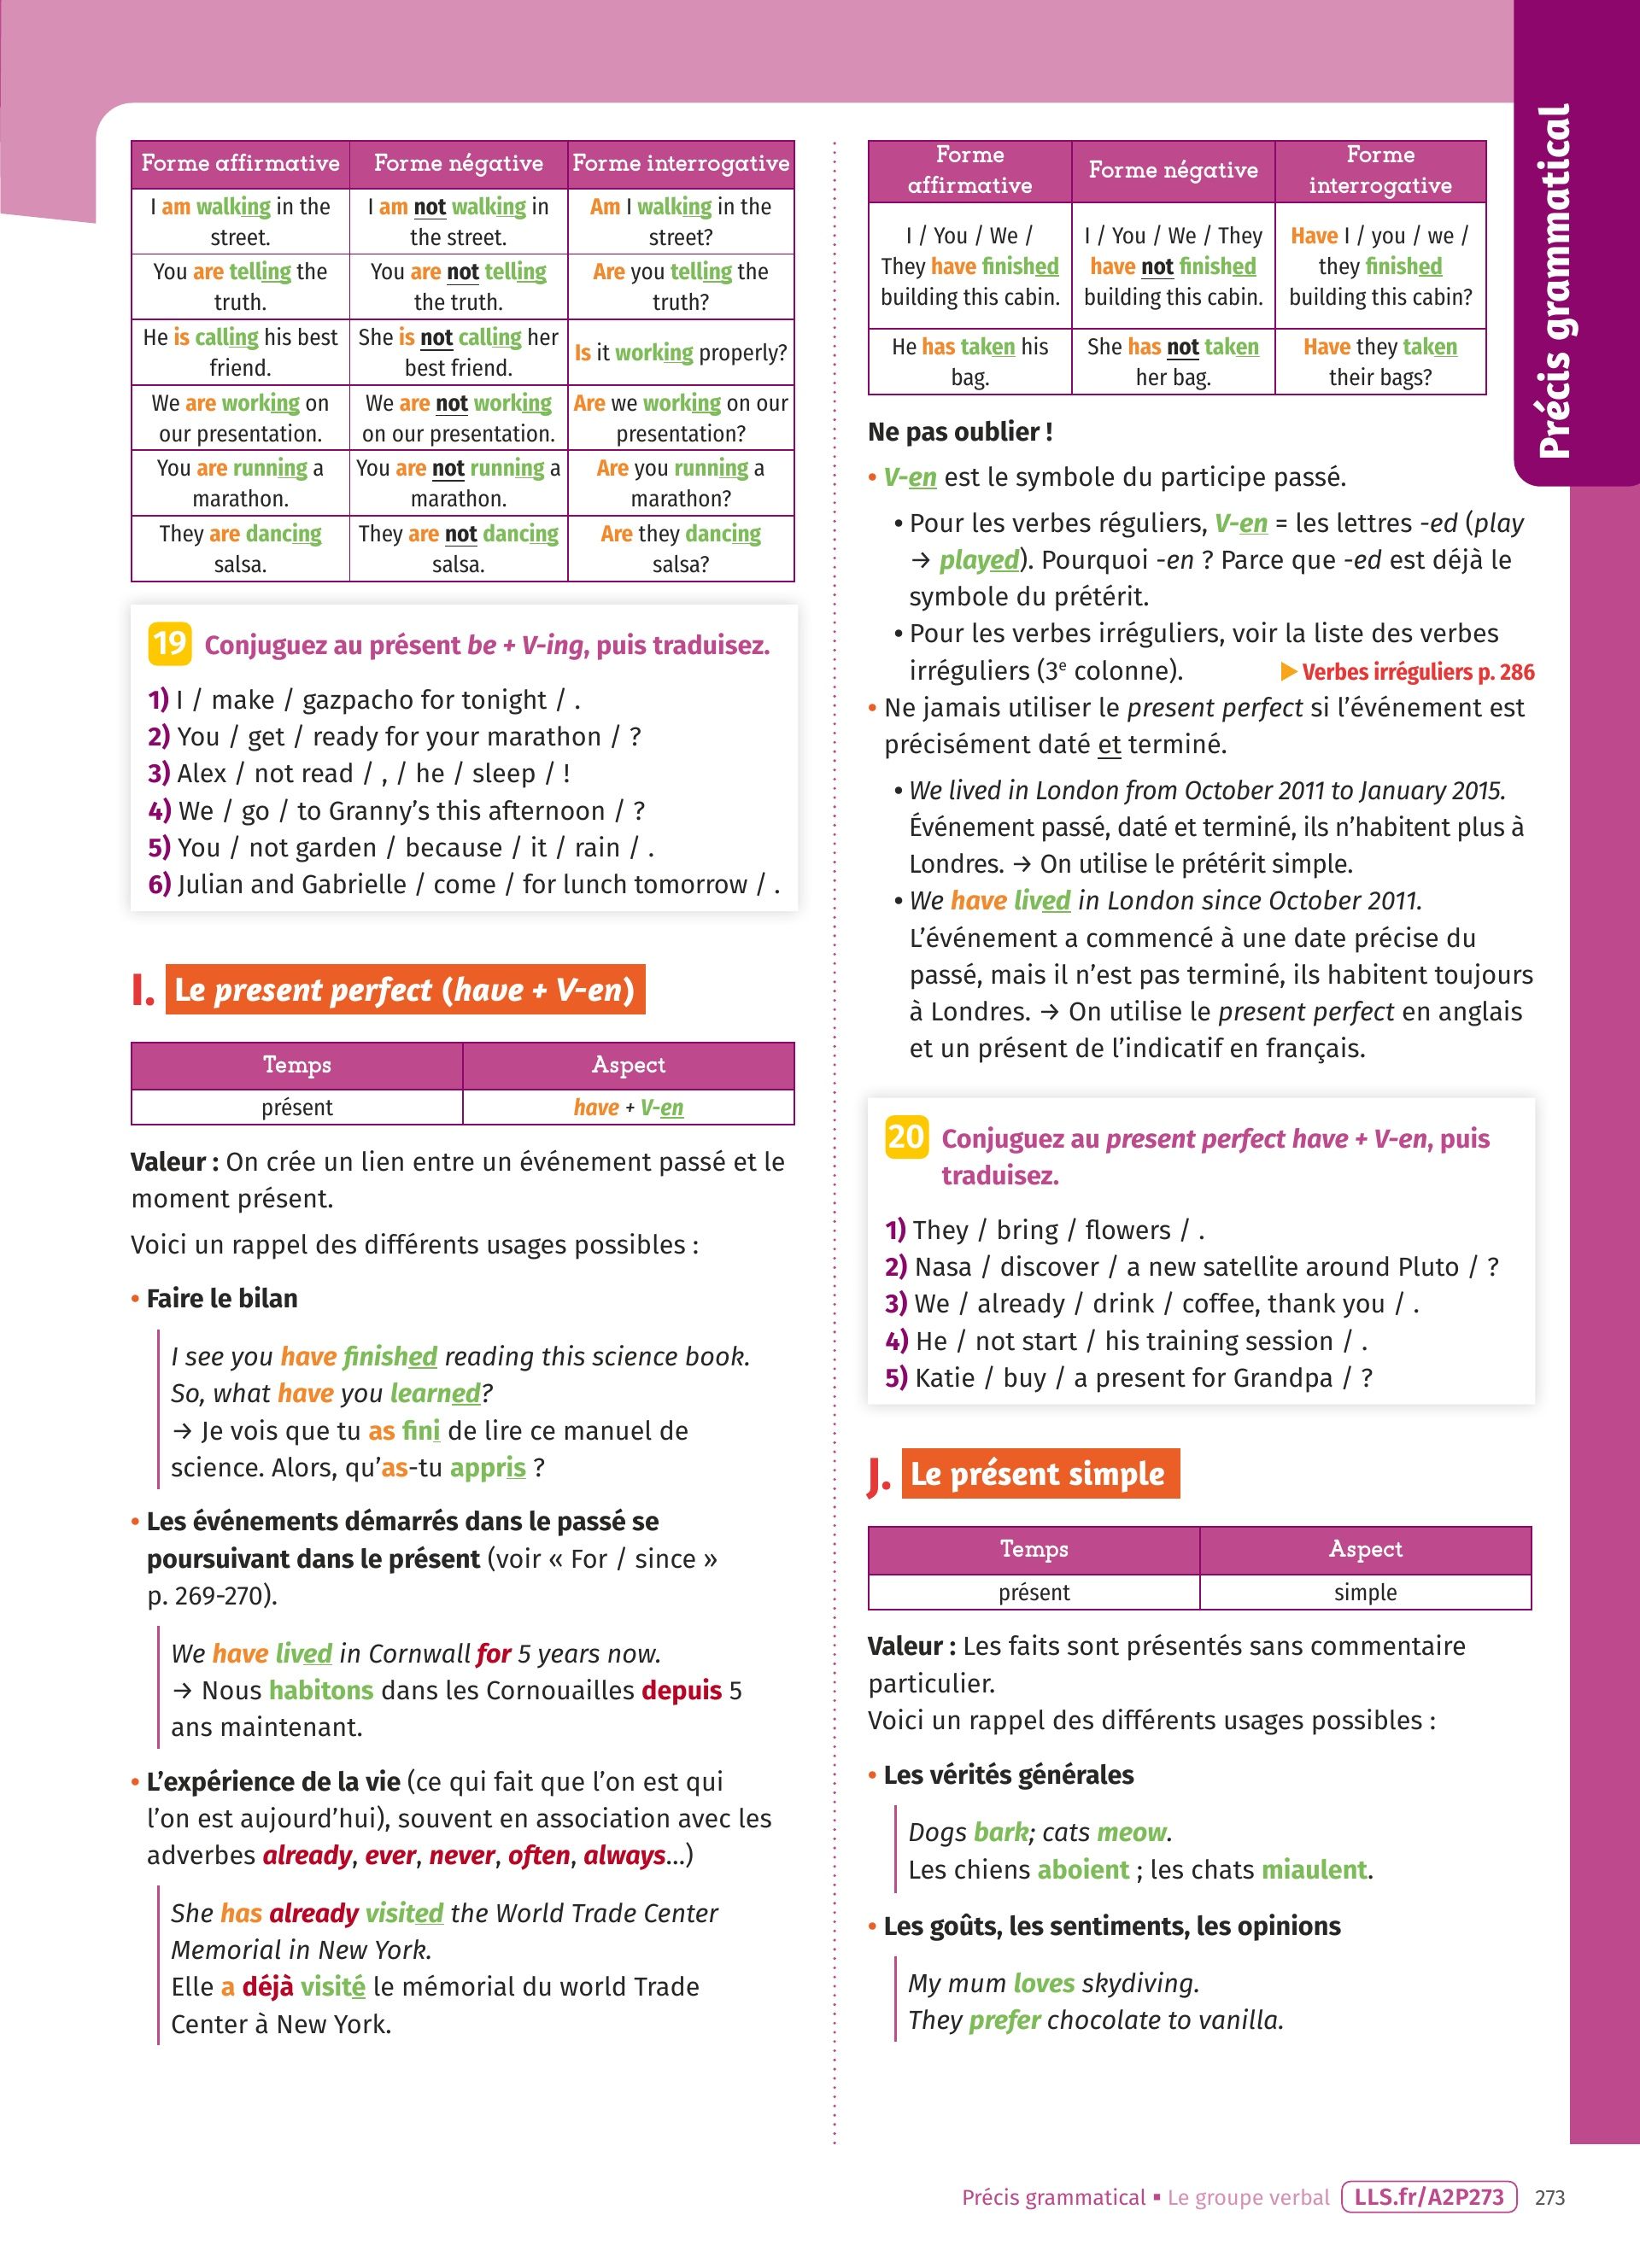 Précis grammatical
Forme affirmative Forme négative Forme interrogative
I am walking in the street. I am not walking in the street. Am I walking in the street?
You are telling the truth. You are not telling the truth. Are you telling the truth?
He is calling his best friend. She is not calling her best friend. Is it working properly?
We are working on our presentation. We are not working on our presentation. Are we working on our presentation?
You are running a marathon. You are not running a marathon. Are you running a marathon?
They are dancing salsa. They are not dancing salsa. Are they dancing salsa?
19 Conjuguez au présent be + V-ing, puis traduisez.
1) I / make / gazpacho for tonight / .
2) You / get / ready for your marathon / ?
3) Alex / not read / , / he / sleep / !
4) We / go / to Granny’s this afternoon / ?
5) You / not garden / because / it / rain / .
6) Julian and Gabrielle / come / for lunch tomorrow / .
I. Le present perfect (have + V-en)
Temps Aspect
présent have + V-en
Valeur : On crée un lien entre un événement passé et le
moment présent.
Voici un rappel des différents usages possibles :
• Faire le bilan
I see you have finished reading this science book.
So, what have you learned?
→ Je vois que tu as fini de lire ce manuel de
science. Alors, qu’as-tu appris ?
• Les événements démarrés dans le passé se
poursuivant dans le présent (voir « For / since »
p. 269-270).
We have lived in Cornwall for 5 years now.
→ Nous habitons dans les Cornouailles depuis 5
ans maintenant.
• L’expérience de la vie (ce qui fait que l’on est qui
l’on est aujourd’hui), souvent en association avec les
adverbes already, ever, never, often, always…)
She has already visited the World Trade Center
Memorial in New York.
Elle a déjà visité le mémorial du world Trade
Center à New York.
Forme affirmative Forme négative Forme interrogative
I / You / We / They have finished building this cabin. I / You / We / They have not finished building this cabin. Have I / you / we / they finished building this cabin?
He has taken his bag. She has not taken her bag. Have they taken their bags?
Ne pas oublier !
• V-en est le symbole du participe passé.
• Pour les verbes réguliers, V-en = les lettres -ed (play
→ played). Pourquoi -en ? Parce que -ed est déjà le
symbole du prétérit.
• Pour les verbes irréguliers, voir la liste des verbes
irréguliers (3e colonne). ▶ Verbes irréguliers p. 286
• Ne jamais utiliser le present perfect si l’événement est
précisément daté et terminé.
• We lived in London from October 2011 to January 2015.
Événement passé, daté et terminé, ils n’habitent plus à
Londres. → On utilise le prétérit simple.
• We have lived in London since October 2011.
L’événement a commencé à une date précise du
passé, mais il n’est pas terminé, ils habitent toujours
à Londres. → On utilise le present perfect en anglais
et un présent de l’indicatif en français.
20 Conjuguez au present perfect have + V-en, puis
traduisez.
1) They / bring / flowers / .
2) Nasa / discover / a new satellite around Pluto / ?
3) We / already / drink / coffee, thank you / .
4) He / not start / his training session / .
5) Katie / buy / a present for Grandpa / ?
J. Le présent simple
Temps Aspect
présent simple
Valeur : Les faits sont présentés sans commentaire
particulier.
Voici un rappel des différents usages possibles :
• Les vérités générales
Dogs bark; cats meow.
Les chiens aboient ; les chats miaulent.
• Les goûts, les sentiments, les opinions
My mum loves skydiving.
They prefer chocolate to vanilla.
Précis grammatical ▪ Le groupe verbal LLS.fr/A2P273 273